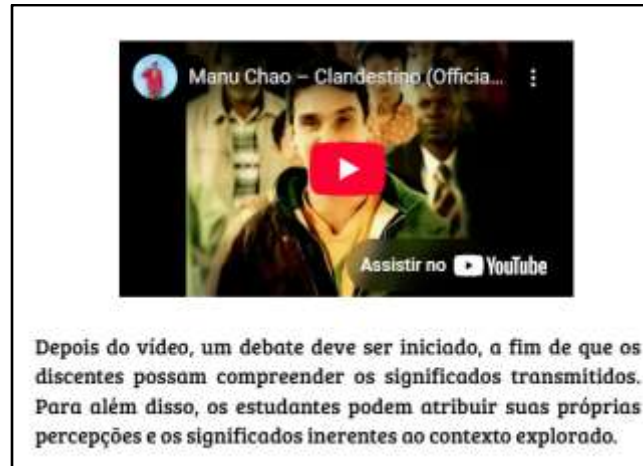 Manu Chao – Clandestino (Officia...
Assistir no YouTube
Depois do vídeo, um debate deve ser iniciado, a fim de que os
discentes possam compreender os significados transmitidos.
Para além disso, os estudantes podem atribuir suas próprias
percepções e os significados inerentes ao contexto explorado.